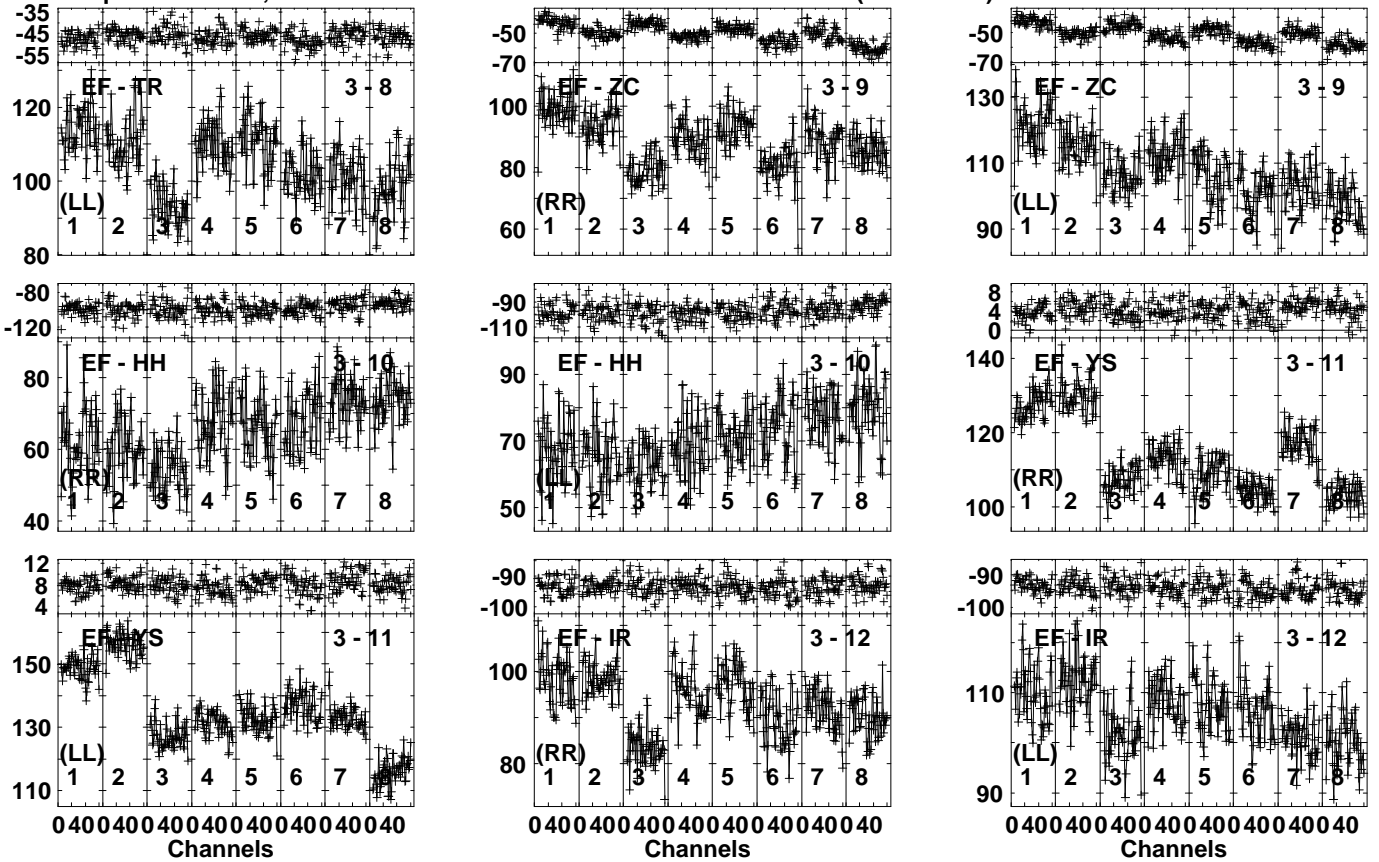 -35
-45
-55
EF - TR 3 - 8
120
100
80
(LL)
1 2 3 4 5 6 7 8
-50
-70
EF - ZC 3 - 9
100
80
60
(RR)
1 2 3 4 5 6 7 8
-50
-70
EF - ZC 3 - 9
130
110
90
(LL)
1 2 3 4 5 6 7 8
-80
-120
EF - HH 3 - 10
80
60
40
(RR)
1 2 3 4 5 6 7 8
-90
-110
EF - HH 3 - 10
90
70
50
(LL)
1 2 3 4 5 6 7 8
8
4
0
EF - YS 3 - 11
140
120
100
(RR)
1 2 3 4 5 6 7 8
12
8
4
EF - YS 3 - 11
150
130
110
(LL)
1 2 3 4 5 6 7 8
0 40 0 40 0 40 0 40 0 40 0 40 0 40 0 40
Channels
-90
-100
EF - IR 3 - 12
100
80
(RR)
1 2 3 4 5 6 7 8
0 40 0 40 0 40 0 40 0 40 0 40 0 40 0 40
Channels
-90
-100
EF - IR 3 - 12
110
90
(LL)
1 2 3 4 5 6 7 8
0 40 0 40 0 40 0 40 0 40 0 40 0 40 0 40
Channels